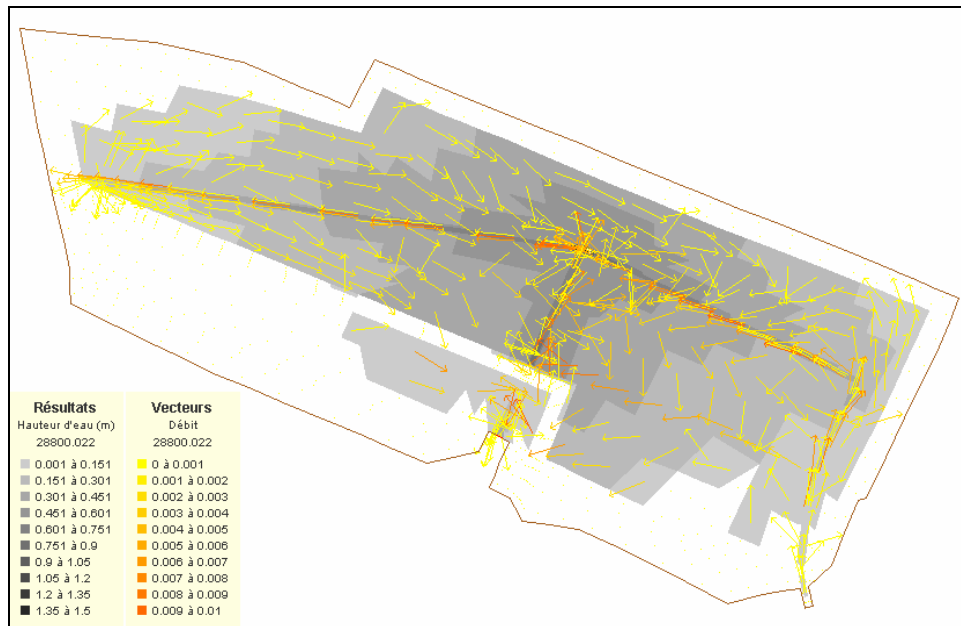 Résultats
Hauteur d'eau (m)
28800.022
0.001 à 0.151
0.151 à 0.301
0.301 à 0.451
0.451 à 0.601
0.601 à 0.751
0.751 à 0.9
0.9 à 1.05
1.05 à 1.2
1.2 à 1.35
1.35 à 1.5
Vecteurs
Débit
28800.022
0 à 0.001
0.001 à 0.002
0.002 à 0.003
0.003 à 0.004
0.004 à 0.005
0.005 à 0.006
0.006 à 0.007
0.007 à 0.008
0.008 à 0.009
0.009 à 0.01